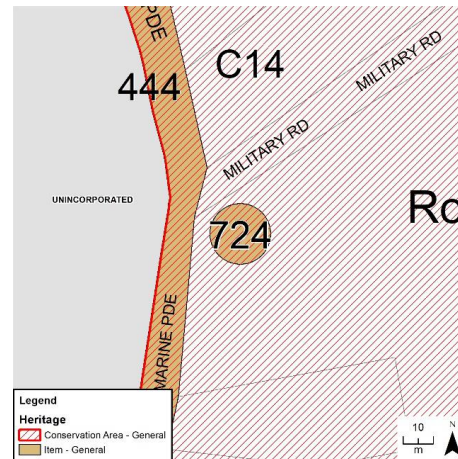 PDE
444
C14
MILITARY RD
MILITARY RD
UNINCORPORATED
Ro
724
MARINE PDE
Legend
Heritage
Conservation Area - General
Item - General
10
m
N